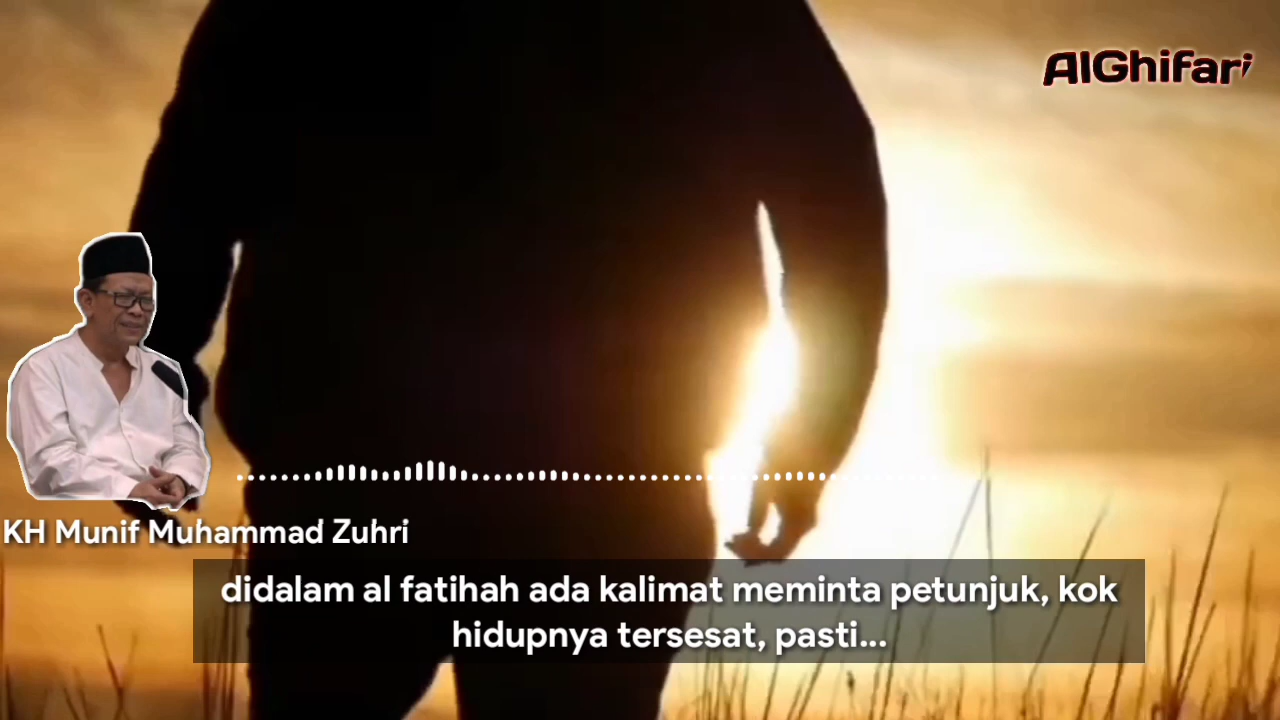 AlGhifari
KH Munif Muhammad Zuhri
didalam al fatihah ada kalimat meminta petunjuk, kok
hidupnya tersesat, pasti...